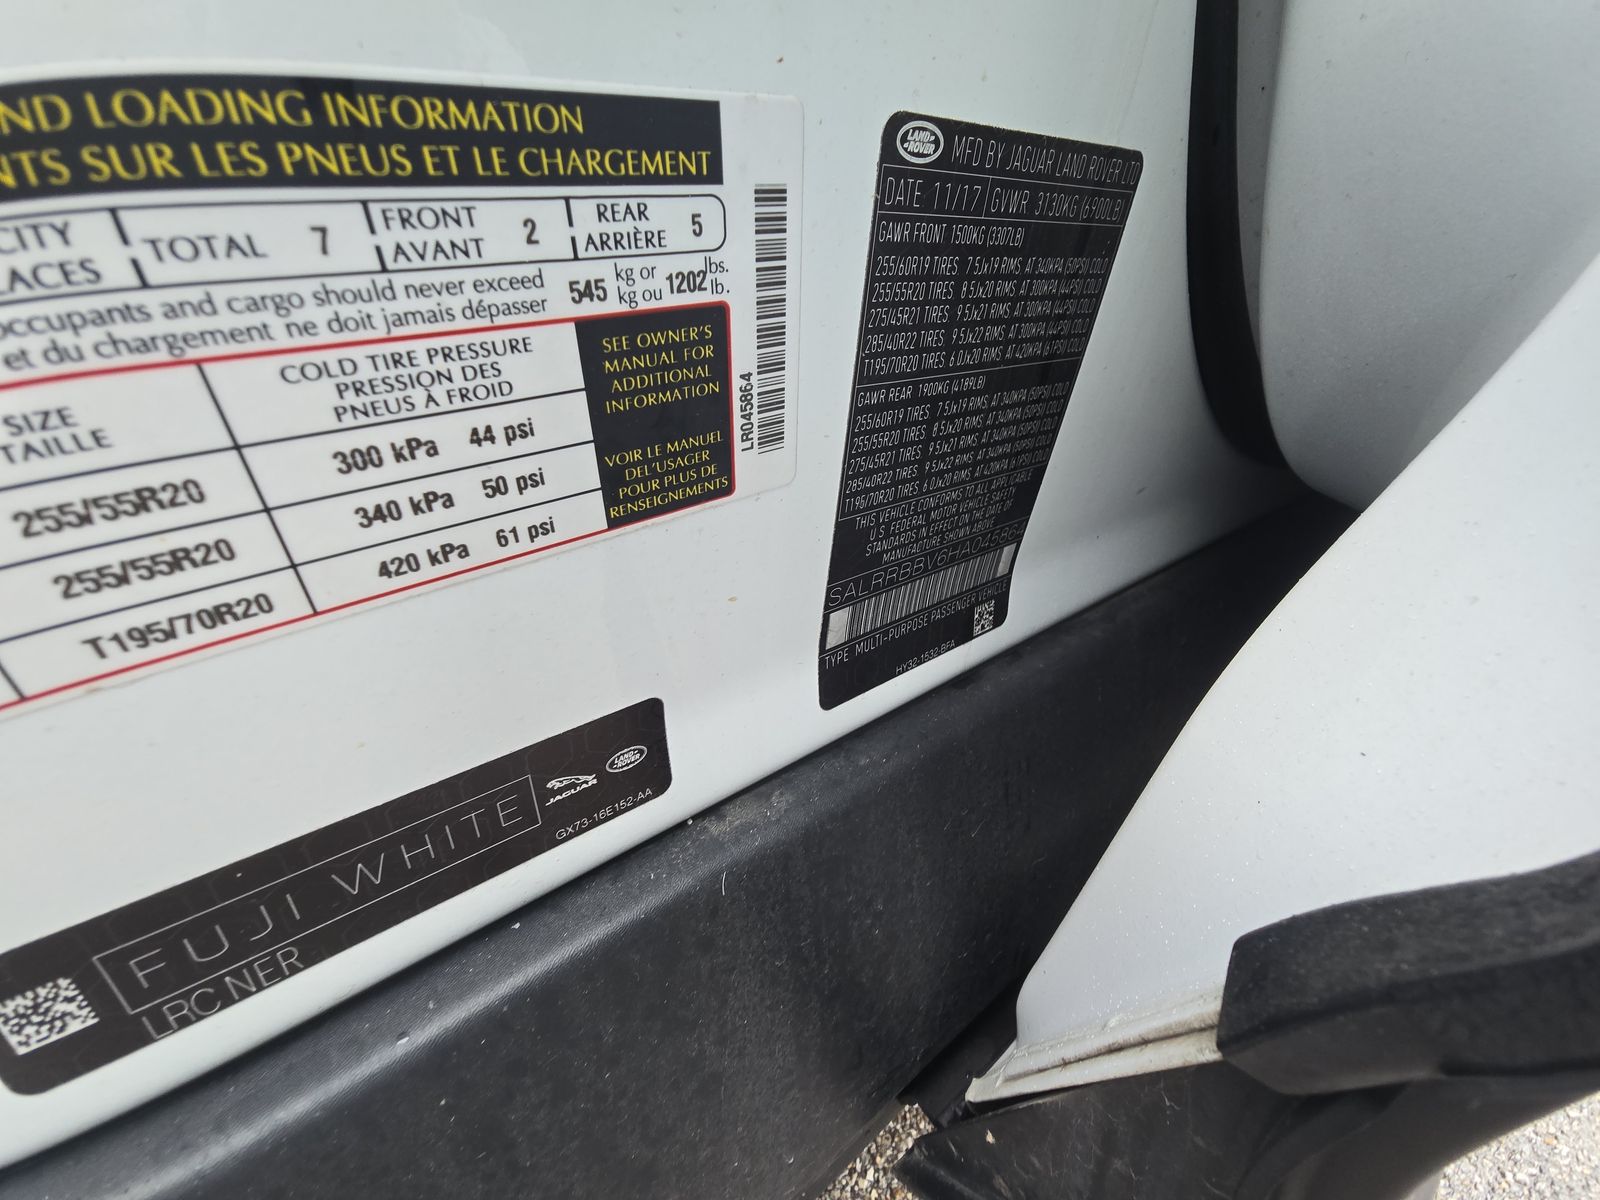 ND LOADING INFORMATION
NTS SUR LES PNEUS ET LE CHARGEMENT
CITY
LACES
TOTAL 7
FRONT
AVANT 2
REAR
ARRIÈRE 5
occupants and cargo should never exceed
et du chargement ne doit jamais dépasser
545 kg or
kg ou 1202 lbs.
lb.
SIZE
TAILLE
COLD TIRE PRESSURE
PRESSION DES
PNEUS À FROID
255/55R20 300 kPa 44 psi
255/55R20 340 kPa 50 psi
T195/70R20 420 kPa 61 psi
SEE OWNER'S
MANUAL FOR
ADDITIONAL
INFORMATION
VOIR LE MANUEL
DEL'USAGER
POUR PLUS DE
RENSEIGNEMENTS
LR045864
LAND ROVER
MFD BY JAGUAR LAND ROVER LTD
DATE 11/17 GVWR 3130KG (6900LB)
GAWR FRONT 1500KG (3307LB)
255/60R19 TIRES 7.5Jx19 RIMS AT 340KPA (50PSI) COLD
255/55R20 TIRES 8.5Jx20 RIMS AT 300KPA (44PSI) COLD
275/45R21 TIRES 9.5Jx21 RIMS AT 300KPA (44PSI) COLD
285/40R22 TIRES 9.5Jx22 RIMS AT 300KPA (44PSI) COLD
T195/70R20 TIRES 6.0Jx20 RIMS AT 420KPA (61PSI) COLD
GAWR REAR 1900KG (4189LB)
255/60R19 TIRES 7.5Jx19 RIMS AT 340KPA (50PSI) COLD
255/55R20 TIRES 8.5Jx20 RIMS AT 340KPA (50PSI) COLD
275/45R21 TIRES 9.5Jx21 RIMS AT 340KPA (50PSI) COLD
285/40R22 TIRES 9.5Jx22 RIMS AT 340KPA (50PSI) COLD
T195/70R20 TIRES 6.0Jx20 RIMS AT 420KPA (61PSI) COLD
THIS VEHICLE CONFORMS TO ALL APPLICABLE
U.S. FEDERAL MOTOR VEHICLE SAFETY
STANDARDS IN EFFECT ON THE DATE OF
MANUFACTURE SHOWN ABOVE
SALRRBBV6HA045864
TYPE MULTI-PURPOSE PASSENGER VEHICLE
HY32-1532-BFA
FUJI WHITE
LRC NER
JAGUAR
LAND ROVER
GX73-16E152-AA